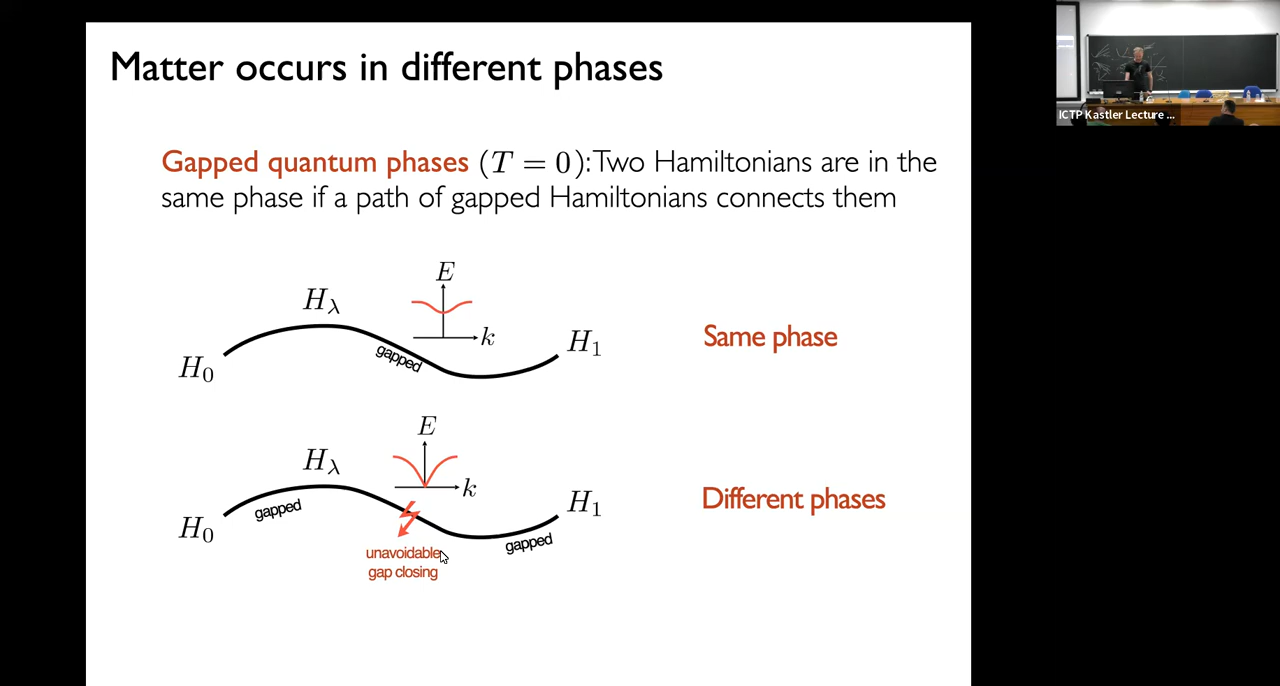 Matter occurs in different phases
ICTP Kastler Lecture ...
Gapped quantum phases (T = 0): Two Hamiltonians are in the
same phase if a path of gapped Hamiltonians connects them
E
H_λ
k
H_1
gapped
H_0
Same phase
E
H_λ
k
H_1
gapped
H_0
gapped
unavoidable
gap closing
Different phases